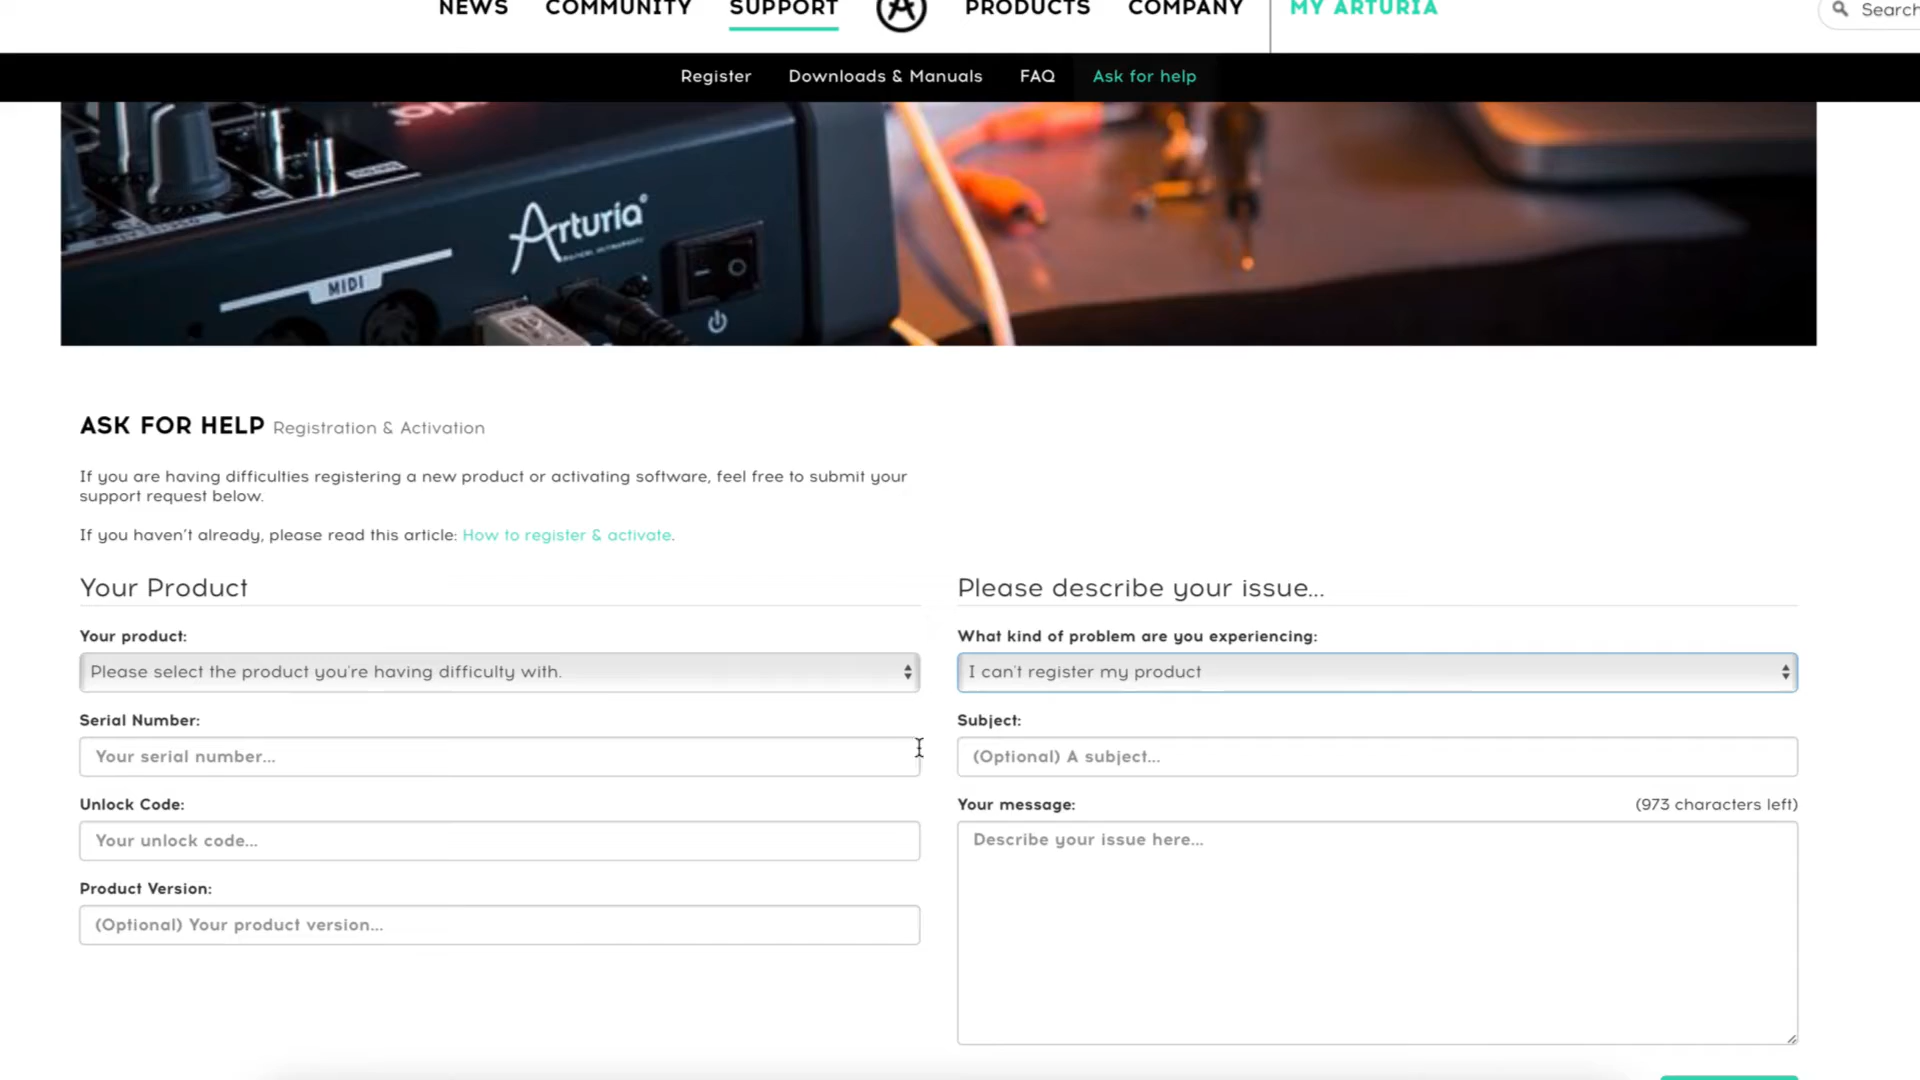 NEWS COMMUNITY SUPPORT PRODUCTS COMPANY MY ARTURIA Search
Register Downloads & Manuals FAQ Ask for help
Arturia
MIDI
ASK FOR HELP Registration & Activation
If you are having difficulties registering a new product or activating software, feel free to submit your
support request below.
If you haven't already, please read this article: How to register & activate.
Your Product
Your product:
Please select the product you're having difficulty with.
Serial Number:
Your serial number...
Unlock Code:
Your unlock code...
Product Version:
(Optional) Your product version...
Please describe your issue...
What kind of problem are you experiencing:
I can't register my product
Subject:
(Optional) A subject...
Your message: (973 characters left)
Describe your issue here...